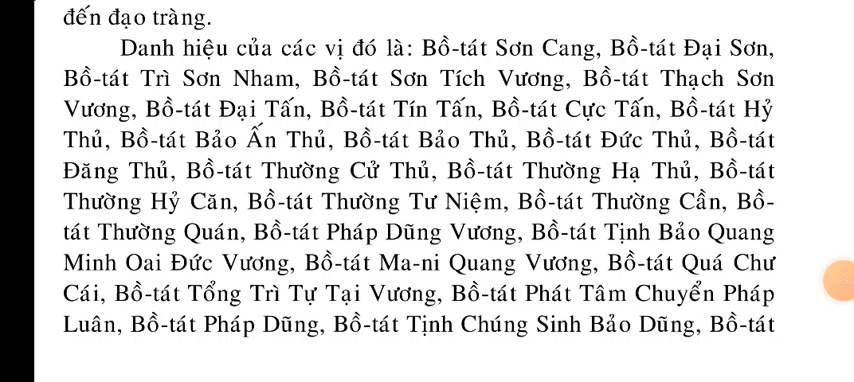 đến đạo tràng.
Danh hiệu của các vị đó là: Bồ-tát Sơn Cang, Bồ-tát Đại Sơn,
Bồ-tát Trì Sơn Nham, Bồ-tát Sơn Tích Vương, Bồ-tát Thạch Sơn
Vương, Bồ-tát Đại Tấn, Bồ-tát Tín Tấn, Bồ-tát Cực Tấn, Bồ-tát Hỷ
Thủ, Bồ-tát Bảo Ấn Thủ, Bồ-tát Bảo Thủ, Bồ-tát Đức Thủ, Bồ-tát
Đăng Thủ, Bồ-tát Thường Cử Thủ, Bồ-tát Thường Hạ Thủ, Bồ-tát
Thường Hỷ Căn, Bồ-tát Thường Tư Niệm, Bồ-tát Thường Cần, Bồ-
tát Thường Quán, Bồ-tát Pháp Dũng Vương, Bồ-tát Tịnh Bảo Quang
Minh Oai Đức Vương, Bồ-tát Ma-ni Quang Vương, Bồ-tát Quá Chư
Cái, Bồ-tát Tổng Trì Tự Tại Vương, Bồ-tát Phát Tâm Chuyển Pháp
Luân, Bồ-tát Pháp Dũng, Bồ-tát Tịnh Chúng Sinh Bảo Dũng, Bồ-tát